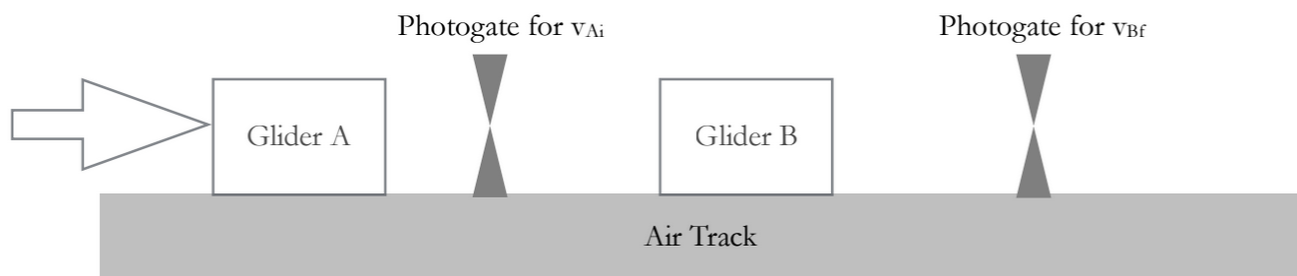 Photogate for vAi
Photogate for vBf
Glider A
Glider B
Air Track